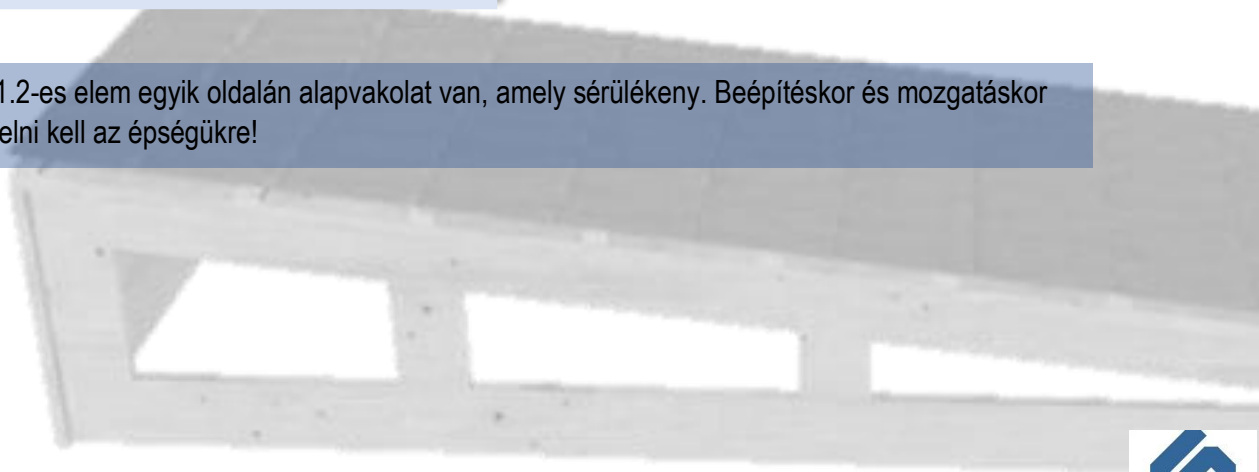 1.2-es elem egyik oldalán alapvakolat van, amely sérülékeny. Beépítéskor és mozgatáskor
elni kell az épségükre!